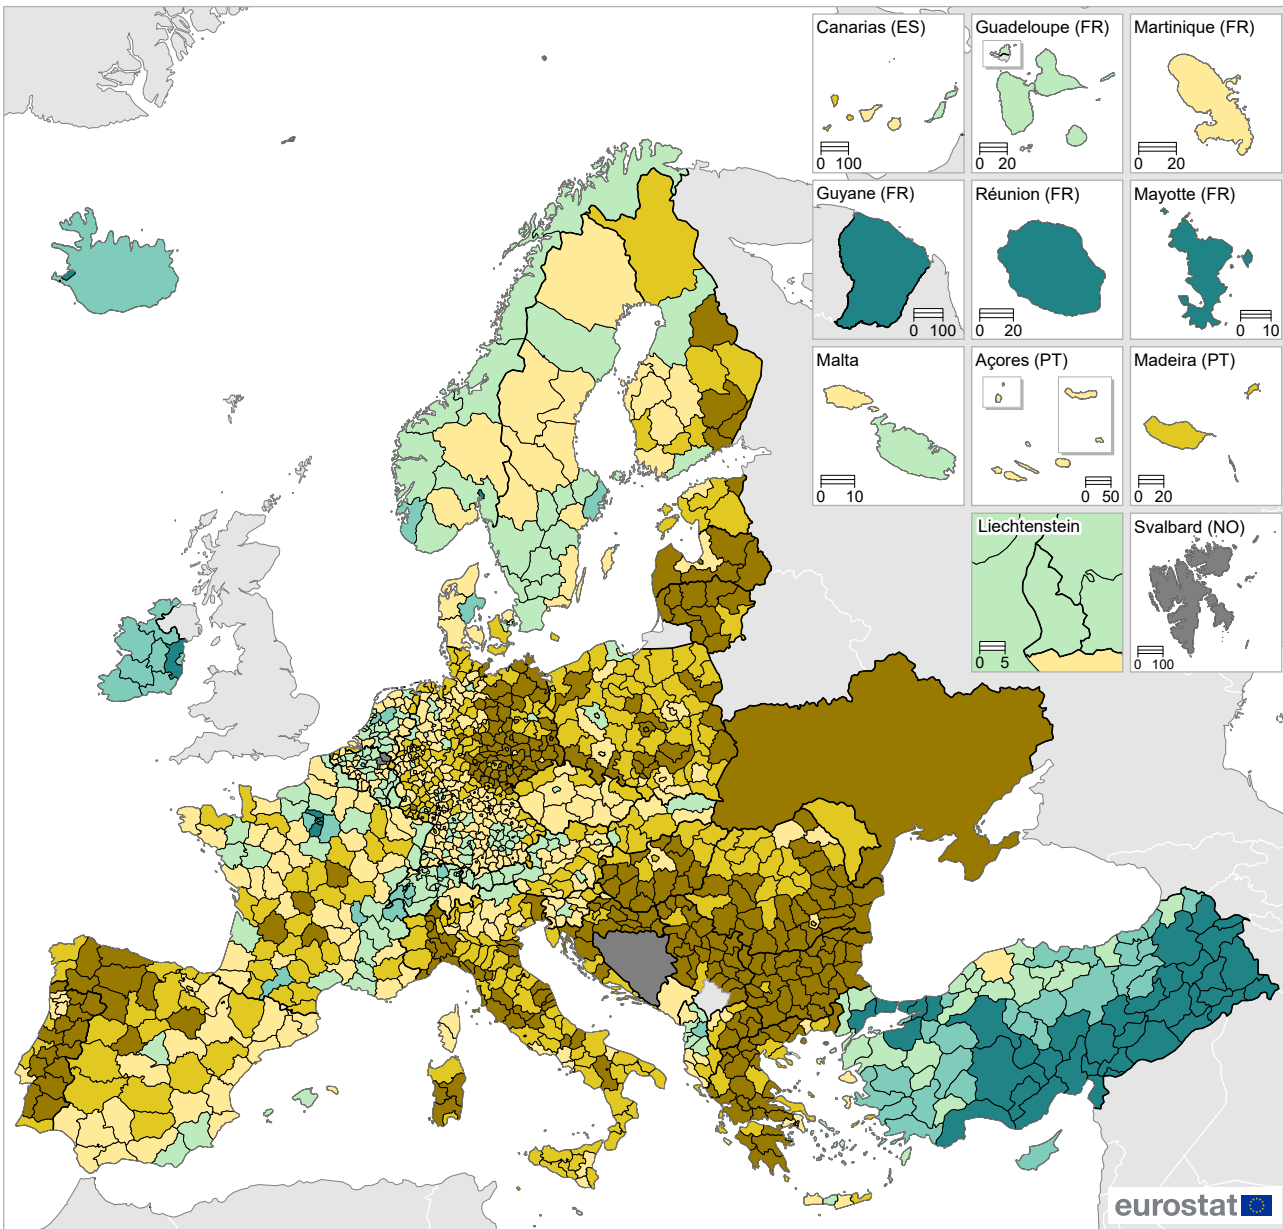 Canarias (ES)
0 100
Guadeloupe (FR)
0 20
Martinique (FR)
0 20
Guyane (FR)
0 100
Réunion (FR)
0 20
Mayotte (FR)
0 10
Malta
0 10
Açores (PT)
0 50
Madeira (PT)
0 20
Liechtenstein
0 5
Svalbard (NO)
0 100
eurostat